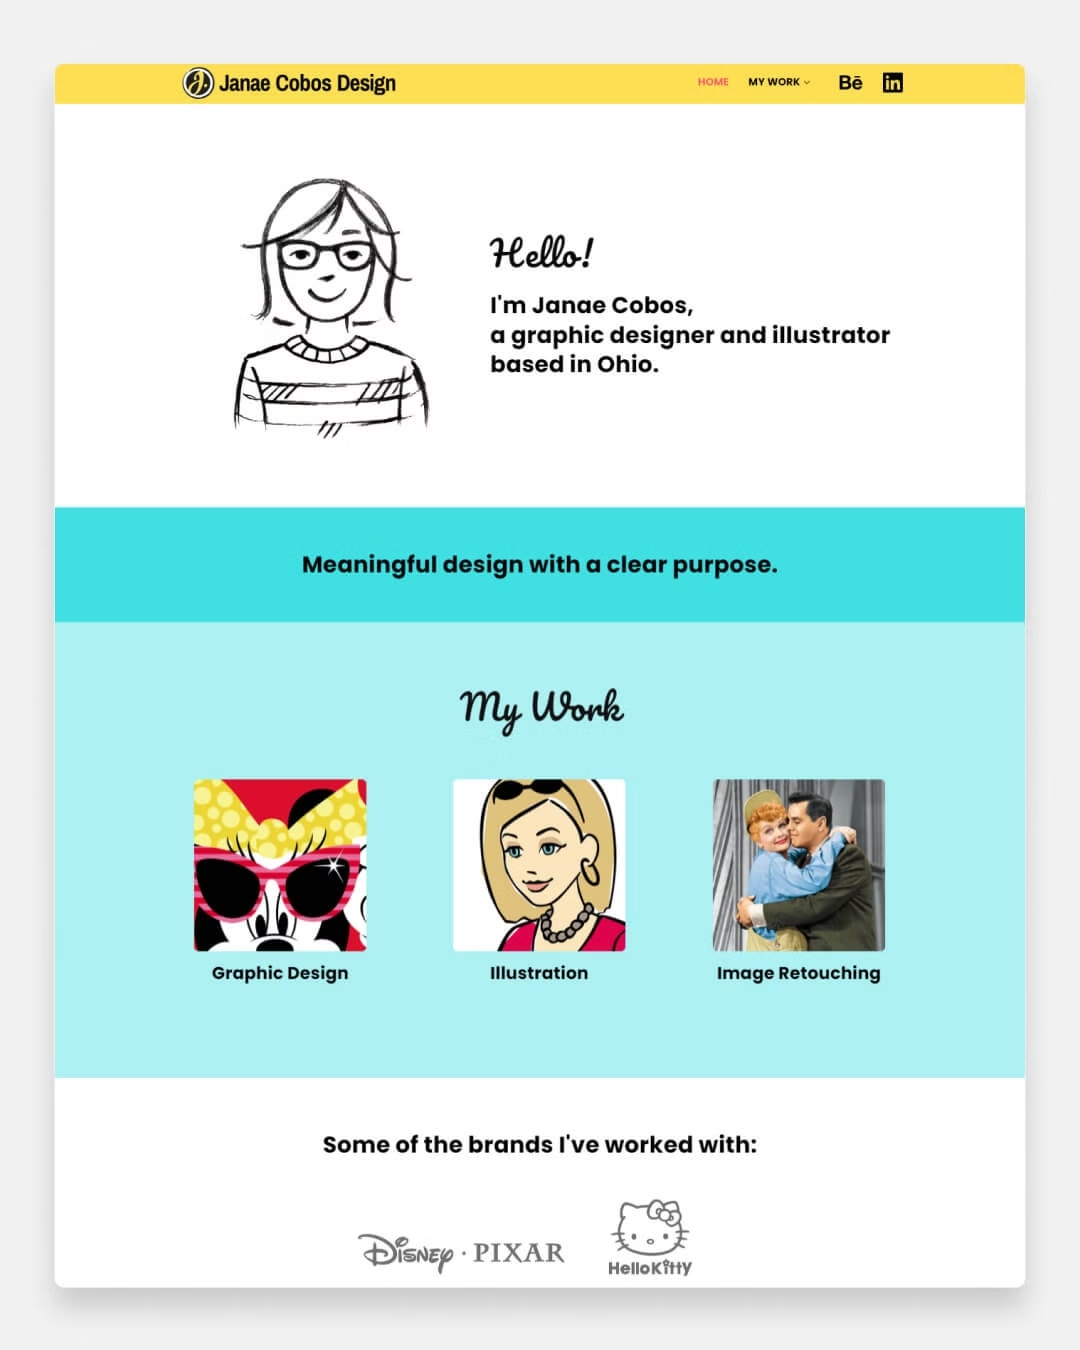 J. Janae Cobos Design
HOME MY WORK Bē in
Hello!
I'm Janae Cobos,
a graphic designer and illustrator
based in Ohio.
Meaningful design with a clear purpose.
My Work
Graphic Design
Illustration
Image Retouching
Some of the brands I've worked with:
Disney · PIXAR
HelloKitty